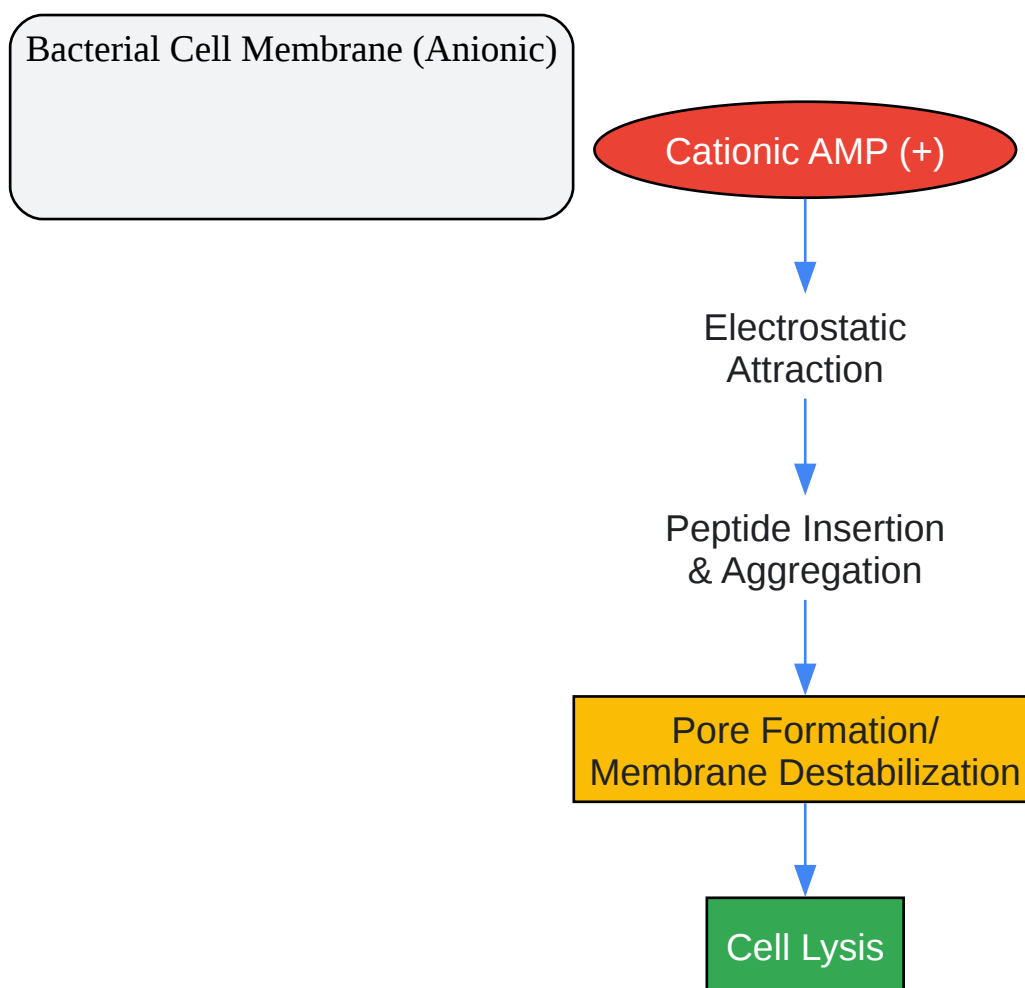 Bacterial Cell Membrane (Anionic)
Cationic AMP (+)
Electrostatic
Attraction
Peptide Insertion
& Aggregation
Pore Formation/
Membrane Destabilization
Cell Lysis